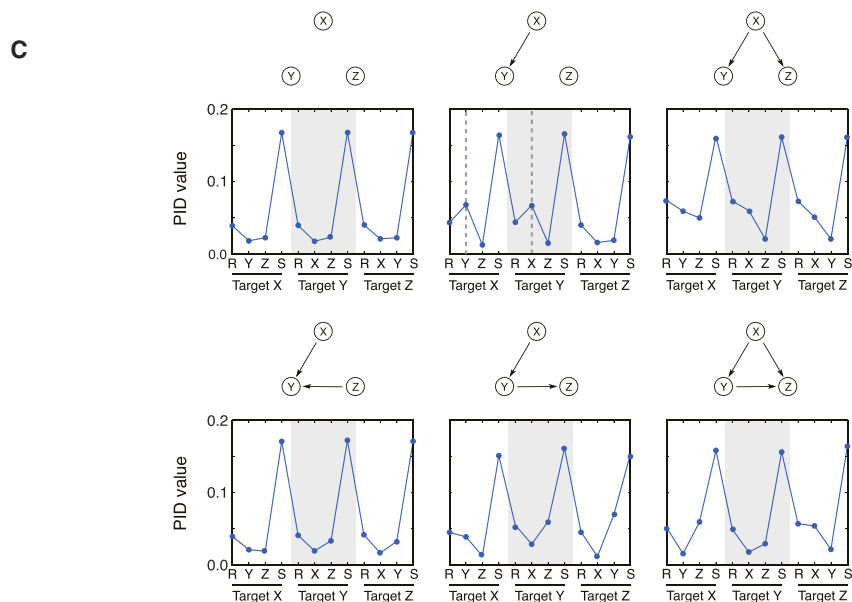 C
X X X
Y Z Y Z Y Z
0.2
0.1
0.0
PID value
R Y Z S R X Z S R X Y S R Y Z S R X Z S R X Y S R Y Z S R X Z S R X Y S
Target X Target Y Target Z Target X Target Y Target Z Target X Target Y Target Z
X X X
Y Z Y Z Y Z
0.2
0.1
0.0
PID value
R Y Z S R X Z S R X Y S R Y Z S R X Z S R X Y S R Y Z S R X Z S R X Y S
Target X Target Y Target Z Target X Target Y Target Z Target X Target Y Target Z